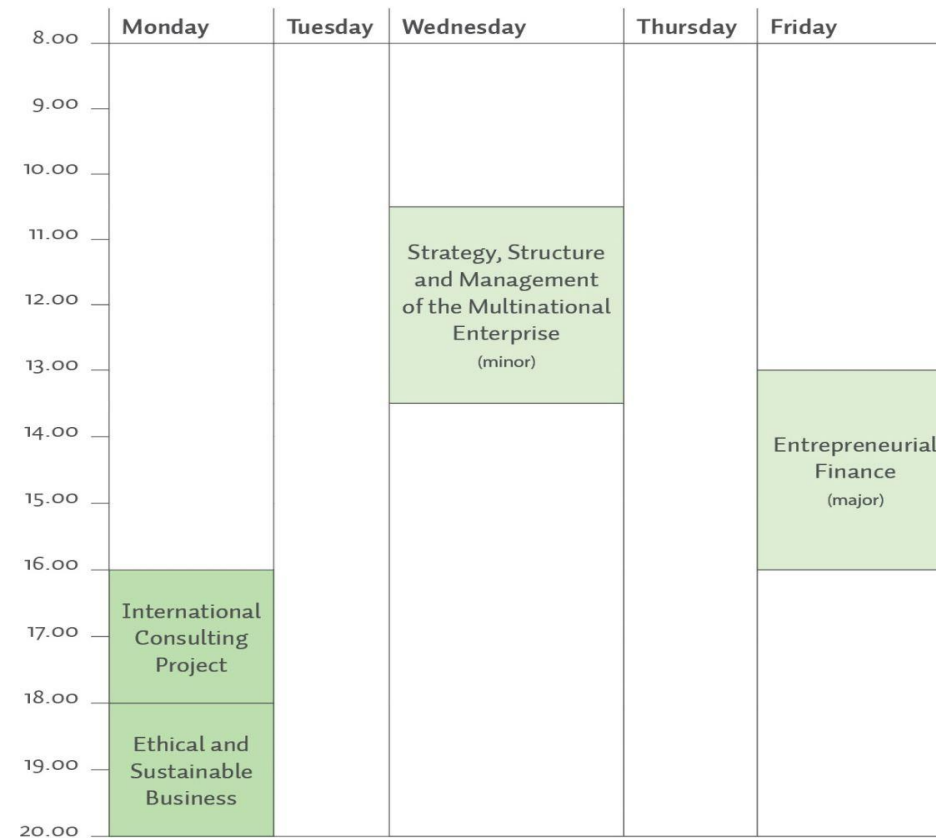 Monday
Tuesday
Wednesday
Thursday
Friday
8.00
9.00
10.00
11.00
12.00
13.00
14.00
15.00
16.00
17.00
18.00
19.00
20.00
International
Consulting
Project
Ethical and
Sustainable
Business
Strategy, Structure
and Management
of the Multinational
Enterprise
(minor)
Entrepreneurial
Finance
(major)